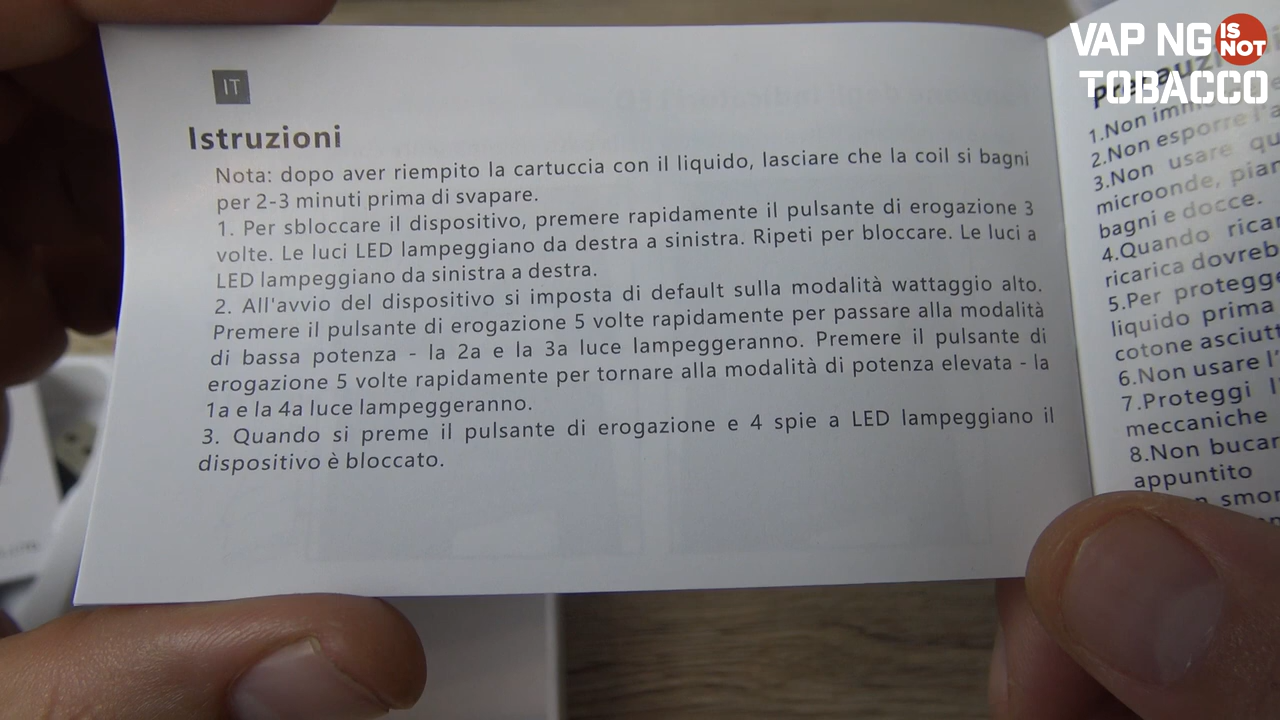 VAP NG IS NOT
TOBACCO
IT
Istruzioni
Nota: dopo aver riempito la cartuccia con il liquido, lasciare che la coil si bagni
per 2-3 minuti prima di svapare.
1. Per sbloccare il dispositivo, premere rapidamente il pulsante di erogazione 3
volte. Le luci LED lampeggiano da destra a sinistra. Ripeti per bloccare. Le luci a
LED lampeggiano da sinistra a destra.
2. All'avvio del dispositivo si imposta di default sulla modalità wattaggio alto.
Premere il pulsante di erogazione 5 volte rapidamente per passare alla modalità
di bassa potenza - la 2a e la 3a luce lampeggeranno. Premere il pulsante di
erogazione 5 volte rapidamente per tornare alla modalità di potenza elevata - la
1a e la 4a luce lampeggeranno.
3. Quando si preme il pulsante di erogazione e 4 spie a LED lampeggiano il
dispositivo è bloccato.
1.Non
2.Non esporre
3.Non usare
microonde,
bagni e docce.
4.Quando
ricarica
5.Per
liquido prima
cotone
6.Non usare
7.Proteggi
meccaniche
8.Non
appuntito